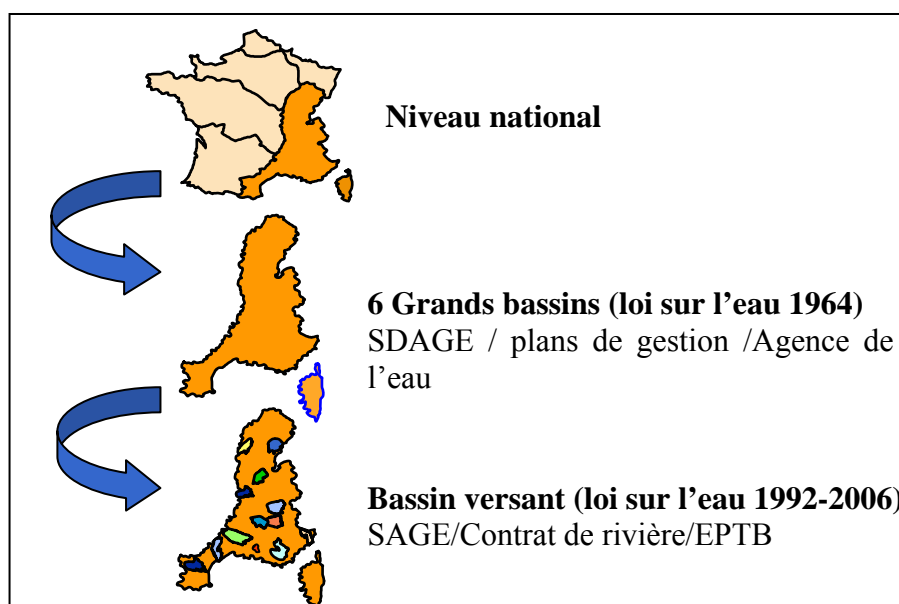 Niveau national
6 Grands bassins (loi sur l’eau 1964)
SDAGE / plans de gestion /Agence de
l’eau
Bassin versant (loi sur l’eau 1992-2006)
SAGE/Contrat de rivière/EPTB